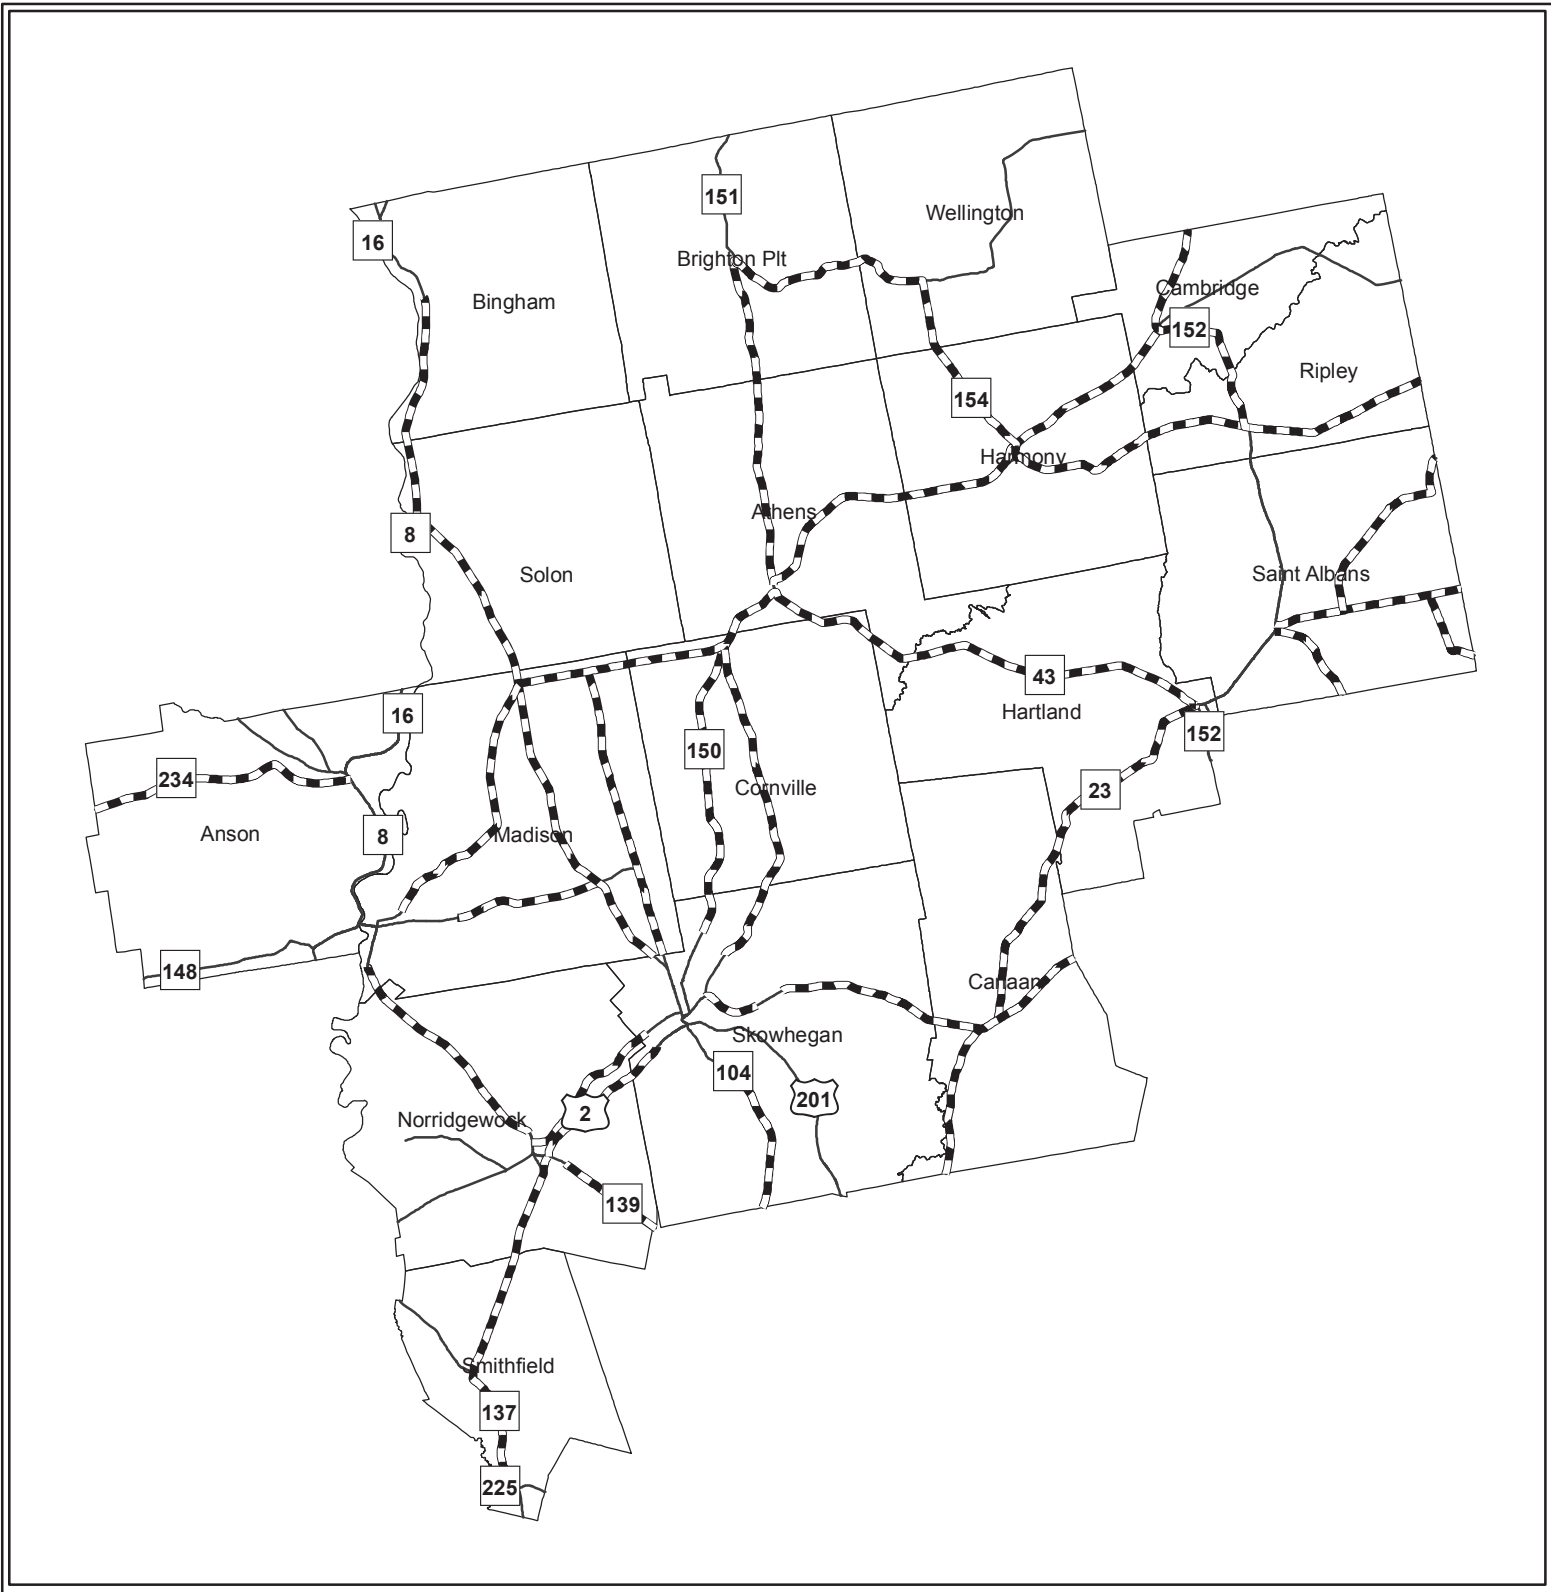 151
Wellington
16
Brighton Plt
Cambridge
Bingham
152
Ripley
154
Harmony
Athens
8
Solon
Saint Albans
43
16
Hartland
152
150
234
Cornville
23
Anson
8
Madison
148
Canaan
Skowhegan
104
201
2
Norridgewock
139
Smithfield
137
225